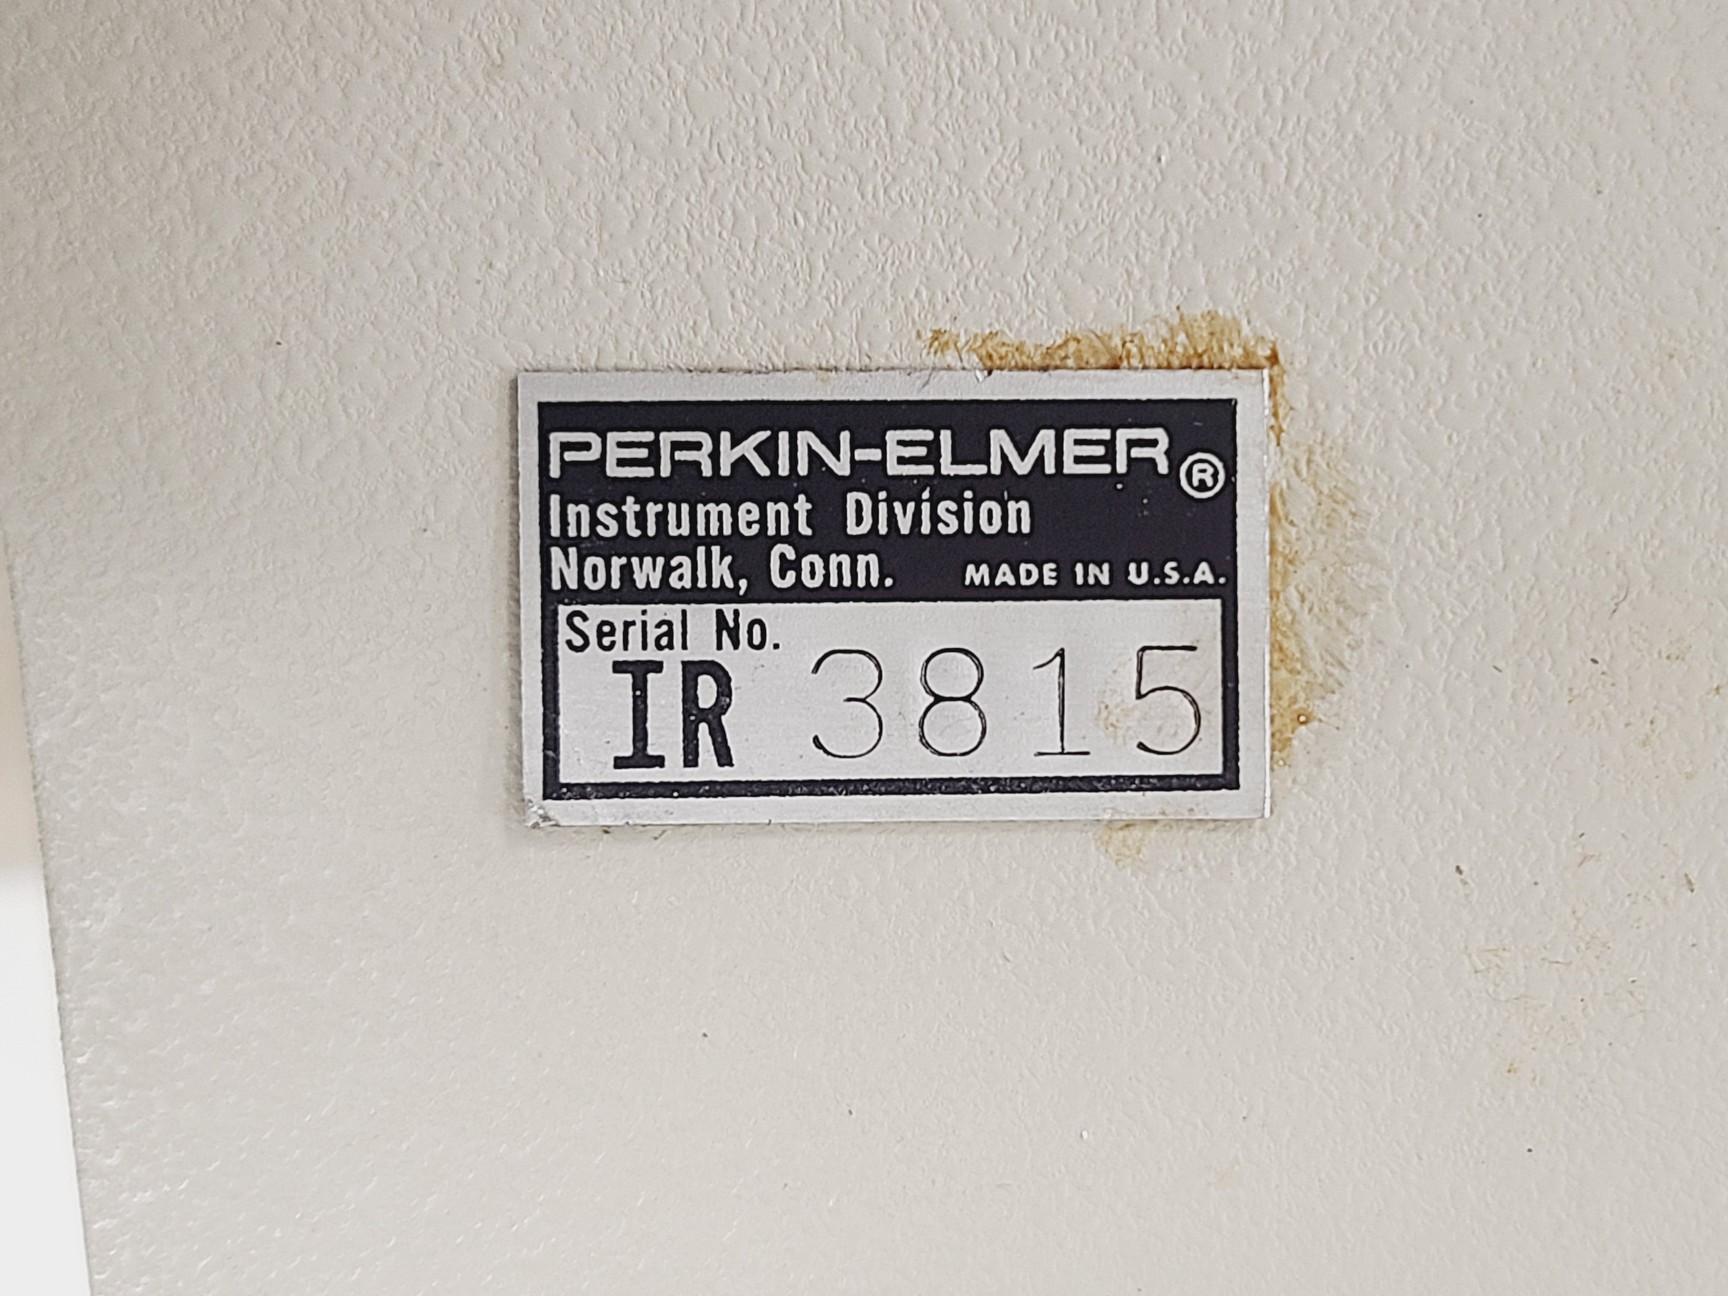 PERKIN-ELMER®
Instrument Division
Norwalk, Conn. MADE IN U.S.A.
Serial No.
IR 3815